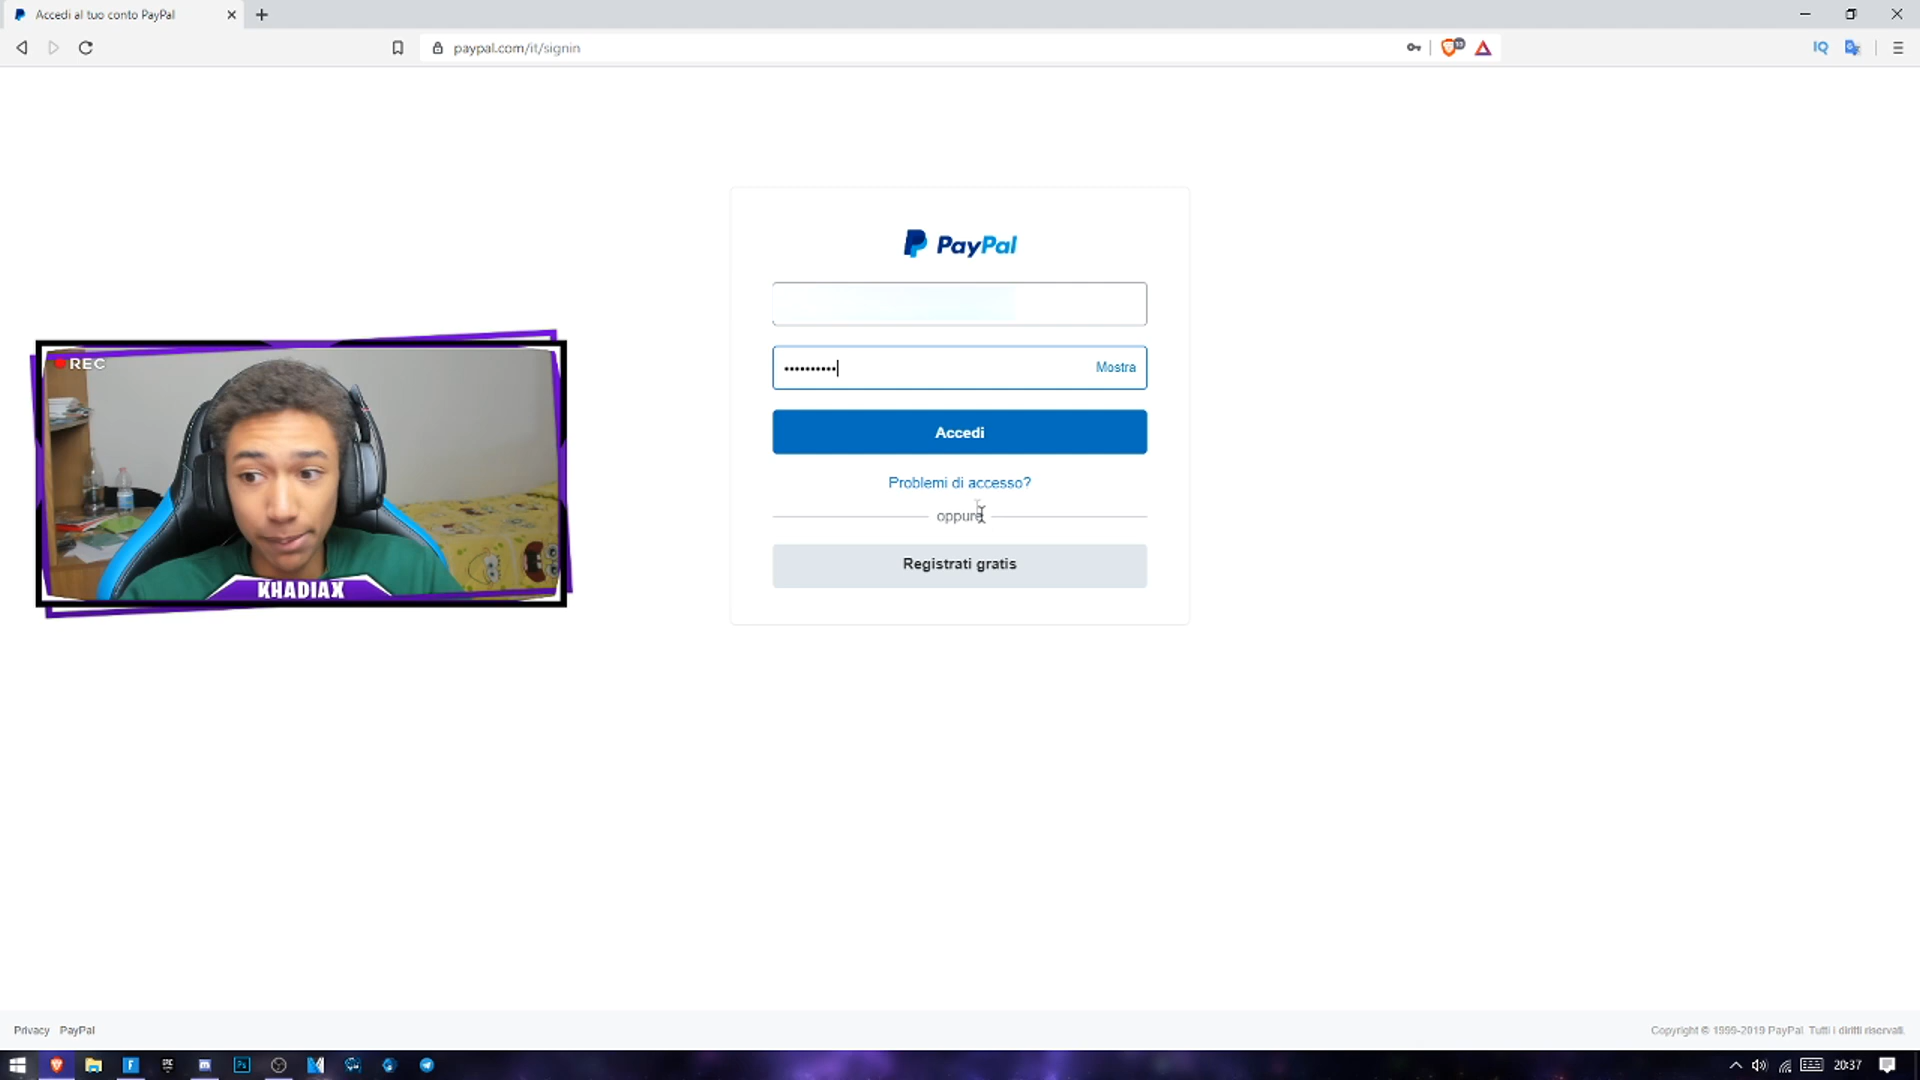 Accedi al tuo conto PayPal
paypal.com/it/signin
IQ
PayPal
Mostra
Accedi
Problemi di accesso?
oppure
Registrati gratis
REC
KHADIAX
Privacy PayPal
Copyright © 1999-2019 PayPal. Tutti i diritti riservati.
20:37